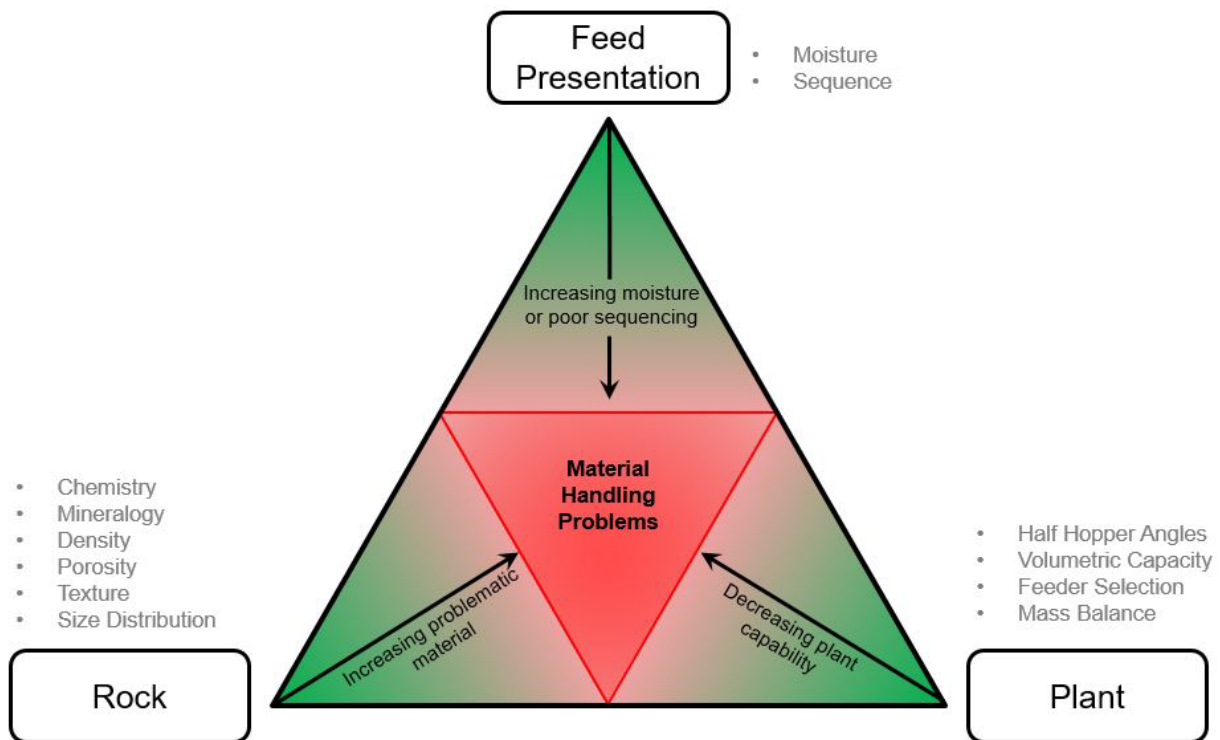 Feed
Presentation
• Moisture
• Sequence
Increasing moisture
or poor sequencing
Material
Handling
Problems
• Chemistry
• Mineralogy
• Density
• Porosity
• Texture
• Size Distribution
Rock
Increasing problematic
material
Decreasing plant
capability
• Half Hopper Angles
• Volumetric Capacity
• Feeder Selection
• Mass Balance
Plant